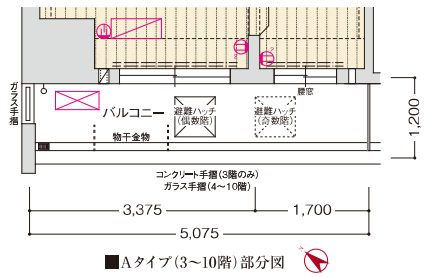 ガラス手摺
バルコニー
物干金物
避難ハッチ
(偶数階)
避難ハッチ
(奇数階)
腰窓
1,200
コンクリート手摺(3階のみ)
ガラス手摺(4〜10階)
3,375
1,700
5,075
■Aタイプ(3〜10階)部分図